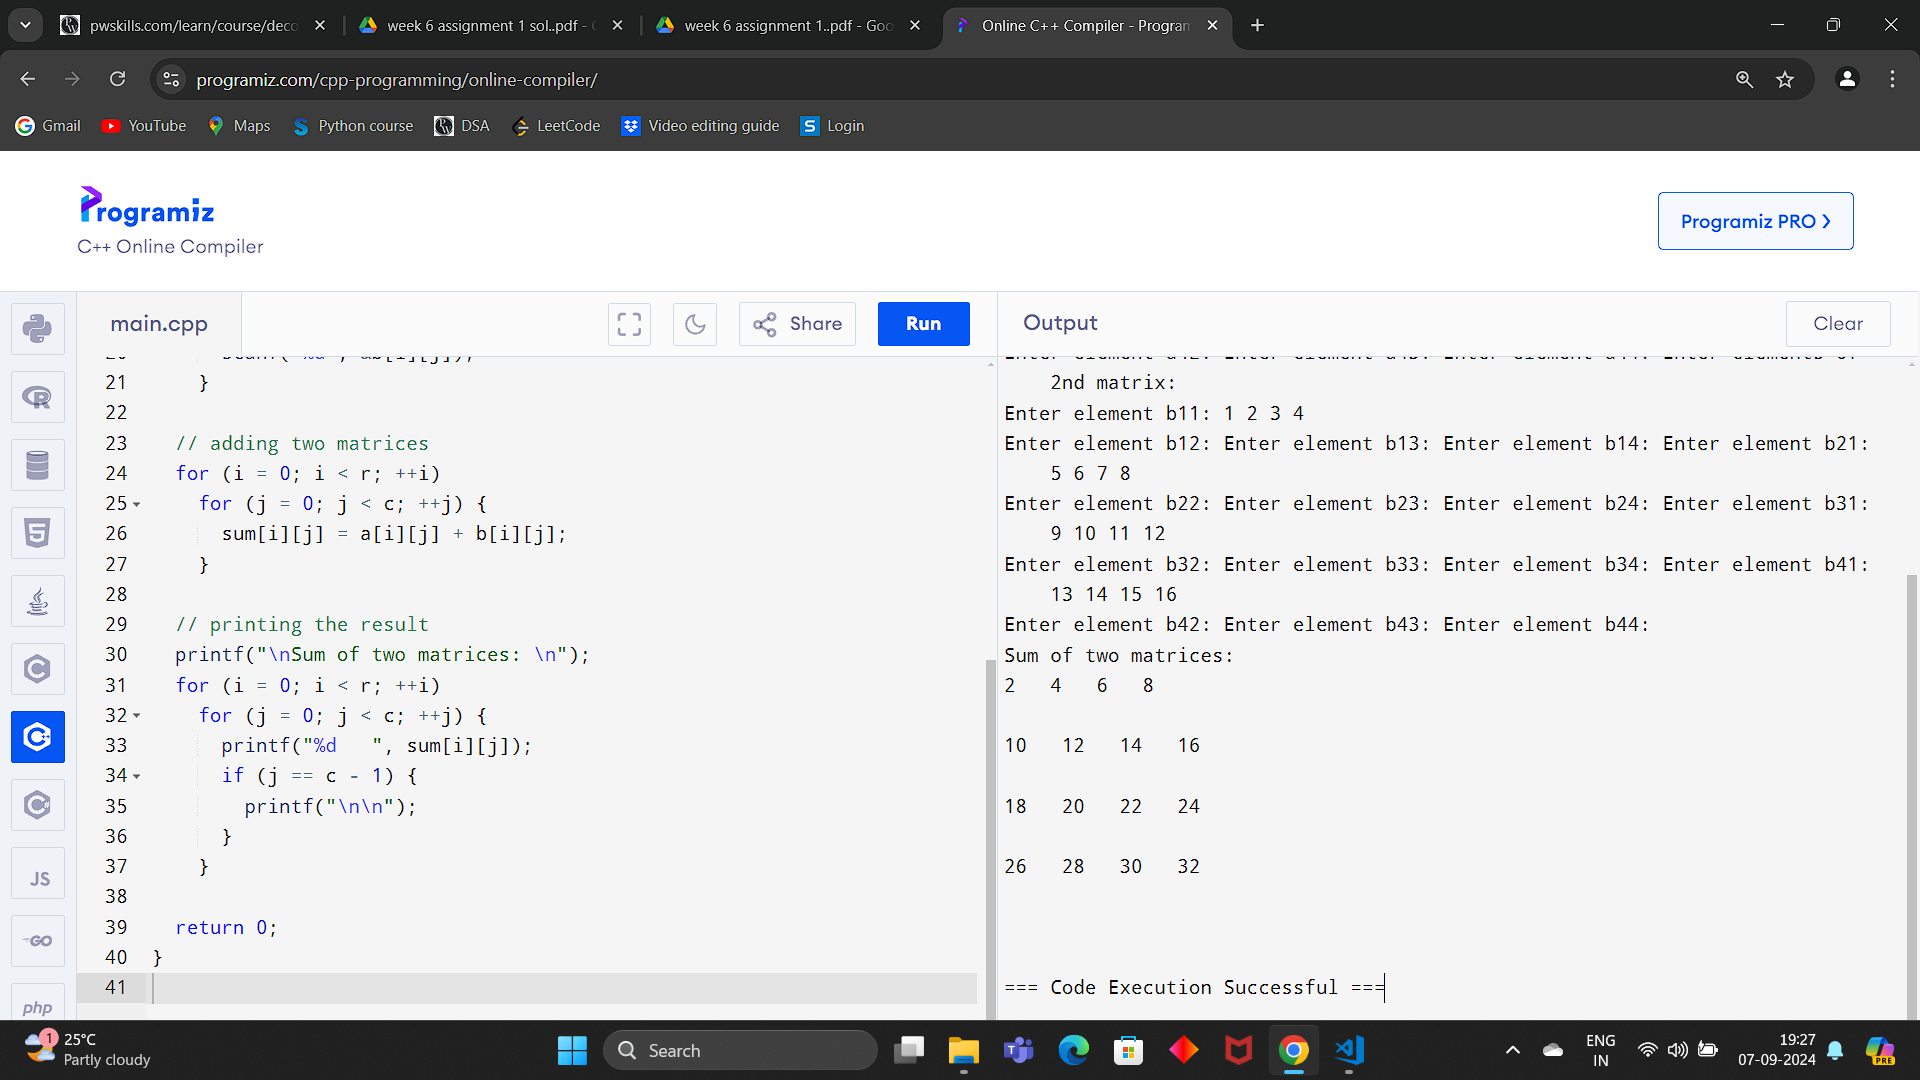 pwskills.com/learn/course/deco
week 6 assignment 1 sol..pdf - G
week 6 assignment 1..pdf - Goo
Online C++ Compiler - Program
programiz.com/cpp-programming/online-compiler/
Gmail YouTube Maps Python course DSA LeetCode Video editing guide S Login
Programiz
C++ Online Compiler
Programiz PRO >
main.cpp Share Run Output Clear
21 }
22
23 // adding two matrices
24 for (i = 0; i < r; ++i)
25 for (j = 0; j < c; ++j) {
26 sum[i][j] = a[i][j] + b[i][j];
27 }
28
29 // printing the result
30 printf("\nSum of two matrices: \n");
31 for (i = 0; i < r; ++i)
32 for (j = 0; j < c; ++j) {
33 printf("%d   ", sum[i][j]);
34 if (j == c - 1) {
35 printf("\n\n");
36 }
37 }
38
39 return 0;
40 }
41
2nd matrix:
Enter element b11: 1 2 3 4
Enter element b12: Enter element b13: Enter element b14: Enter element b21:
5 6 7 8
Enter element b22: Enter element b23: Enter element b24: Enter element b31:
9 10 11 12
Enter element b32: Enter element b33: Enter element b34: Enter element b41:
13 14 15 16
Enter element b42: Enter element b43: Enter element b44:
Sum of two matrices:
2 4 6 8
10 12 14 16
18 20 22 24
26 28 30 32
=== Code Execution Successful ===
R
5
C
C
C#
JS
GO
php
1
25°C
Partly cloudy
Search
ENG
IN
19:27
07-09-2024
PRE